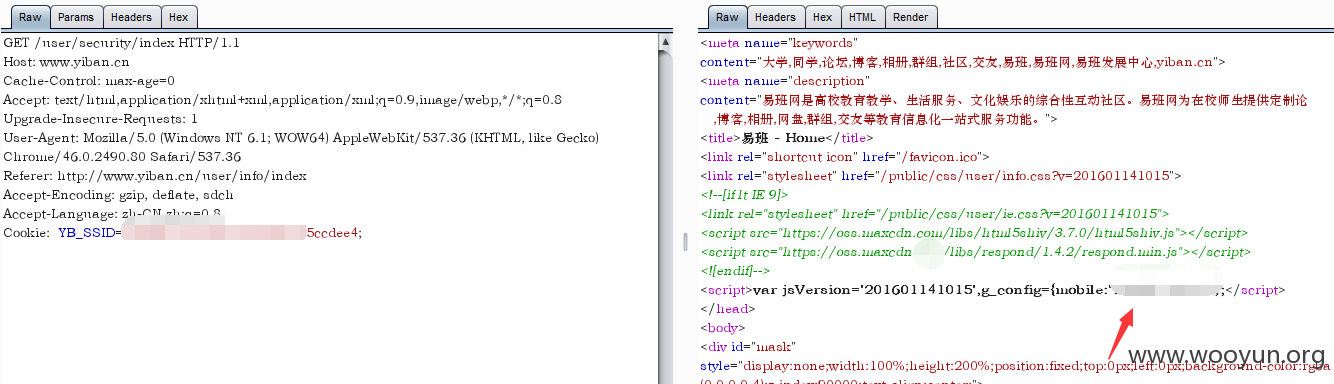 Raw Params Headers Hex
GET /user/security/index HTTP/1.1
Host: www.yiban.cn
Cache-Control: max-age=0
Accept: text/html,application/xhtml+xml,application/xml;q=0.9,image/webp,*/*;q=0.8
Upgrade-Insecure-Requests: 1
User-Agent: Mozilla/5.0 (Windows NT 6.1; WOW64) AppleWebKit/537.36 (KHTML, like Gecko)
Chrome/46.0.2490.80 Safari/537.36
Referer: http://www.yiban.cn/user/info/index
Accept-Encoding: gzip, deflate, sdch
Accept-Language: zh-CN,zh;q=0.8
Cookie: YB_SSID= 5ccdee4;
Raw Headers Hex HTML Render
<meta name="keywords"
content="大学,同学,论坛,博客,相册,群组,社区,交友,易班,易班网,易班发展中心,yiban.cn">
<meta name="description"
content="易班网是高校教育教学、生活服务、文化娱乐的综合性互动社区。易班网为在校师生提供定制论
,博客,相册,网盘,群组,交友等教育信息化一站式服务功能。">
<title>易班 - Home</title>
<link rel="shortcut icon" href="/favicon.ico">
<link rel="stylesheet" href="/public/css/user/info.css?v=201601141015">
<!--[if lt IE 9]>
<link rel="stylesheet" href="/public/css/user/ie.css?v=201601141015">
<script src="https://oss.maxcdn.com/libs/html5shiv/3.7.0/html5shiv.js"></script>
<script src="https://oss.maxcdn /libs/respond/1.4.2/respond.min.js"></script>
<![endif]-->
<script>var jsVersion='201601141015',g_config={mobile:' };</script>
</head>
<body>
<div id="mask"
style="display:none;width:100%;height:200%;position:fixed;top:0px;left:0px;background-color:rgba
www.wooyun.org